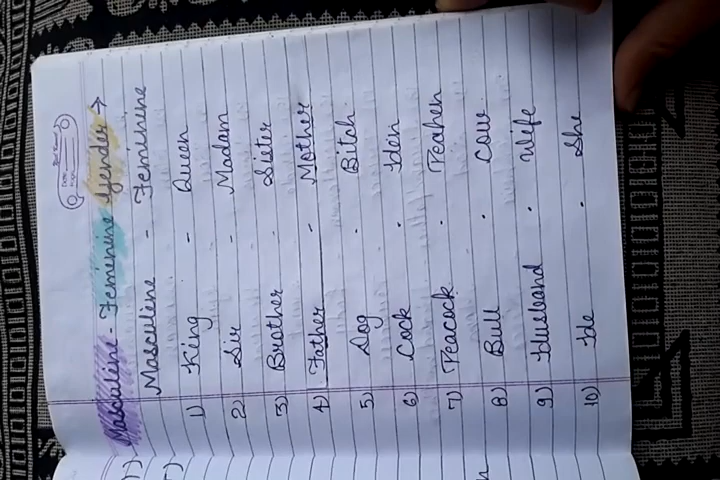 Masculine - Feminine Gender →
Masculine - Feminine
1) King - Queen
2) Sir - Madam
3) Brother - Sister
4) Father - Mother
5) Dog - Bitch
6) Cock - Hen
7) Peacock - Peahen
8) Bull - Cow
9) Husband - Wife
10) He - She